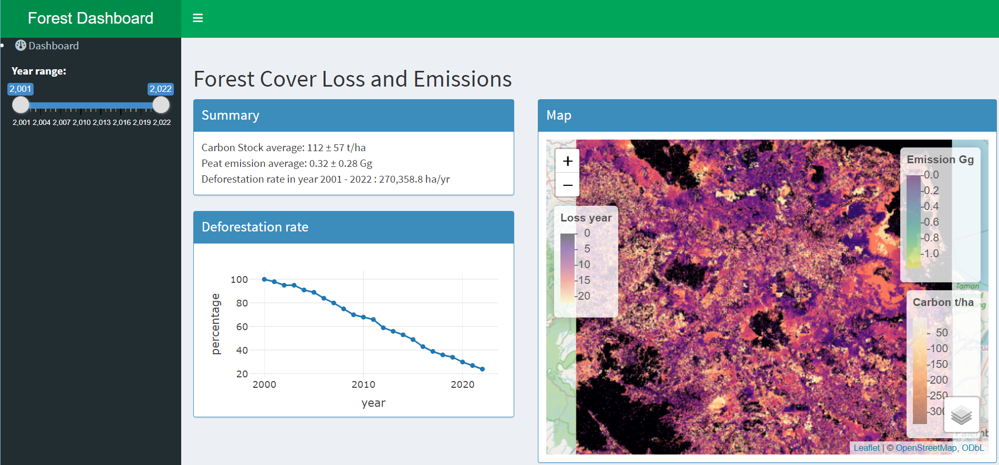 Forest Dashboard
Dashboard
Year range:
2,001 2,022
2,001 2,004 2,007 2,010 2,013 2,016 2,019 2,022
Forest Cover Loss and Emissions
Summary
Carbon Stock average: 112 ± 57 t/ha
Peat emission average: 0.32 ± 0.28 Gg
Deforestation rate in year 2001 - 2022 : 270,358.8 ha/yr
Deforestation rate
percentage
100
80
60
40
20
2000 2010 2020
year
Map
+
−
Loss year
0
5
10
15
20
Emission Gg
0.0
0.2
0.4
0.6
0.8
1.0
Taman
Carbon t/ha
50
100
150
200
250
300
Leaflet | © OpenStreetMap, ODbL